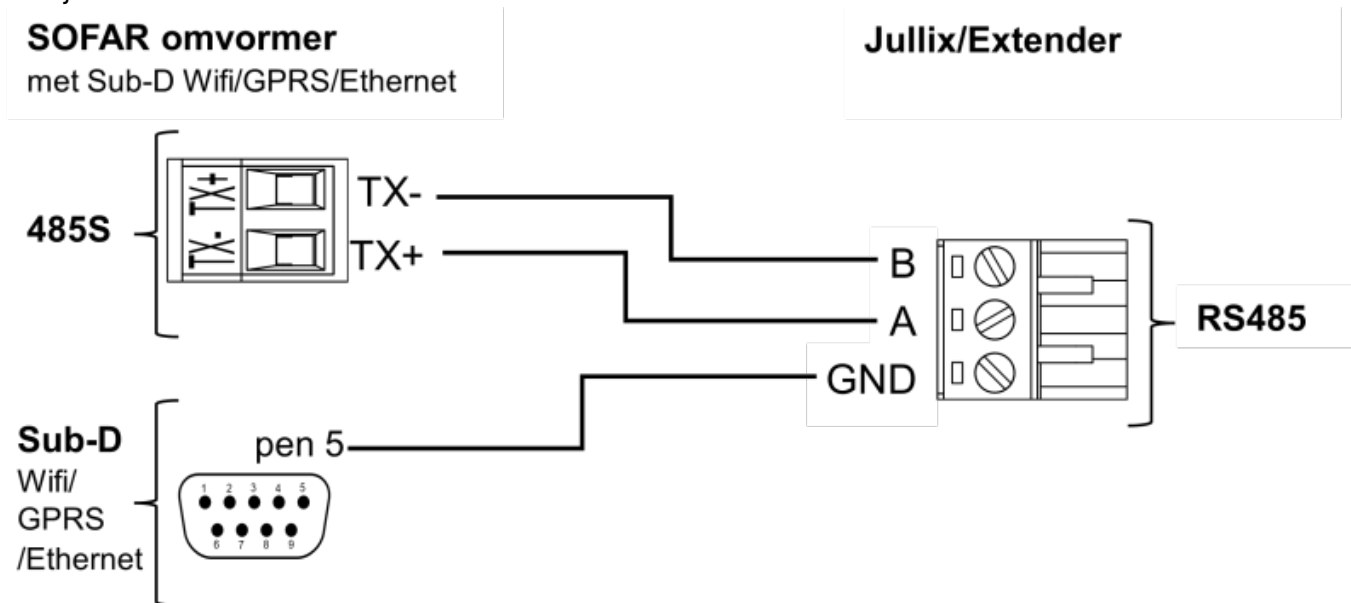 SOFAR omvormer
met Sub-D Wifi/GPRS/Ethernet
Jullix/Extender
485S
TX+
TX-
TX-
TX+
B
A
GND
RS485
Sub-D
Wifi/
GPRS
/Ethernet
pen 5
1 2 3 4 5
6 7 8 9